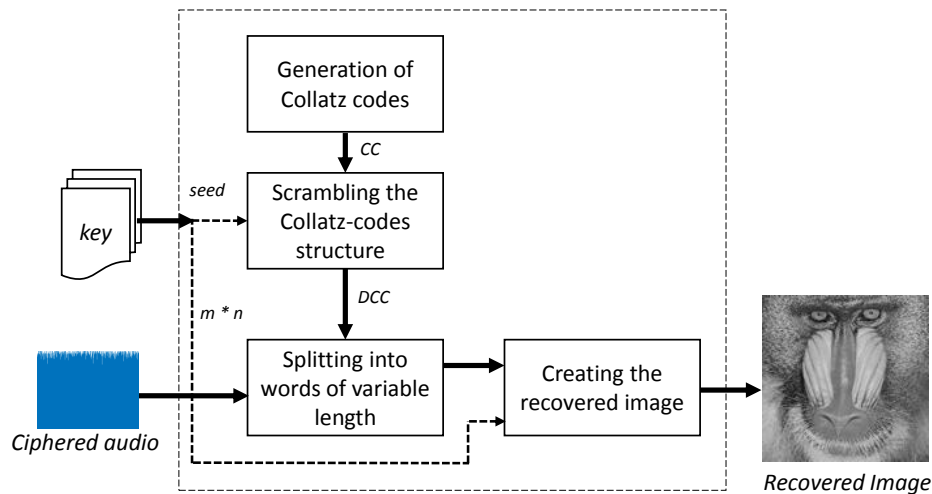 Generation of
Collatz codes
CC
seed
Scrambling the
Collatz-codes
structure
key
DCC
m * n
Splitting into
words of variable
length
Creating the
recovered image
Ciphered audio
Recovered Image